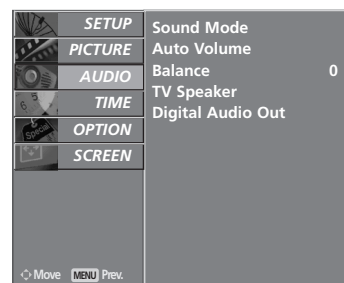 SETUP
PICTURE
AUDIO
TIME
OPTION
SCREEN
Sound Mode
Auto Volume
Balance 0
TV Speaker
Digital Audio Out
Special
Move MENU Prev.